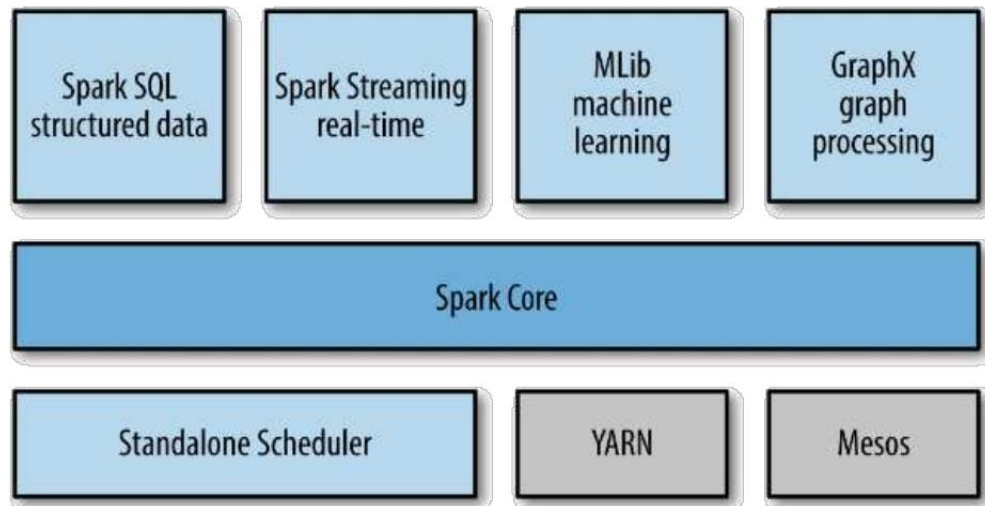 Spark SQL
structured data
Spark Streaming
real-time
MLib
machine
learning
GraphX
graph
processing
Spark Core
Standalone Scheduler
YARN
Mesos